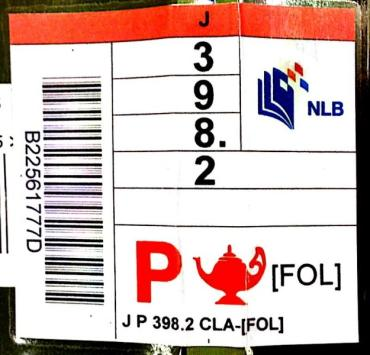 J
3
9
8.
2
NLB
B22561777D
P [FOL]
J P 398.2 CLA-[FOL]